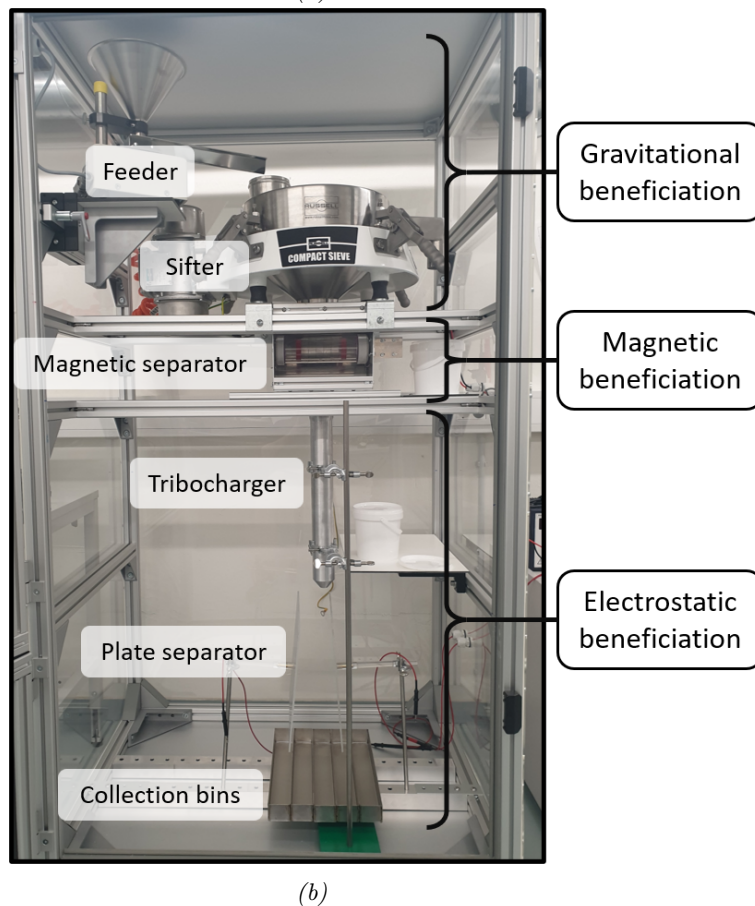 Feeder
Gravitational
beneficiation
RUSSELL
Sifter
COMPACT SIEVE
Magnetic separator
Magnetic
beneficiation
Tribocharger
Electrostatic
beneficiation
Plate separator
Collection bins
(b)